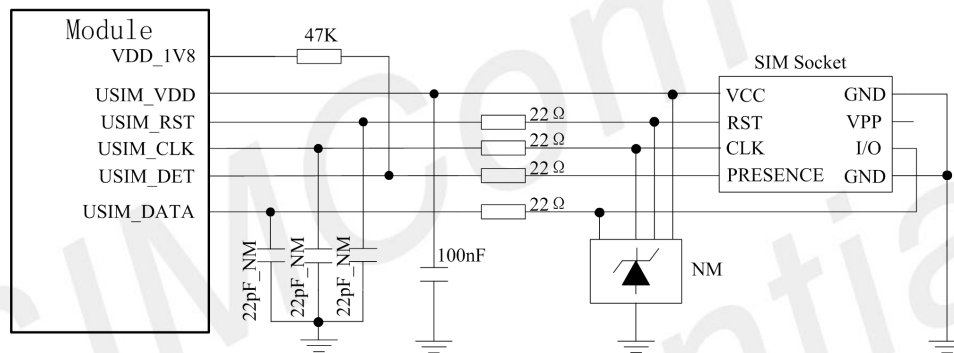 Module
47K
VDD_1V8
SIM Socket
USIM_VDD
VCC
GND
USIM_RST
22Ω
RST
VPP
USIM_CLK
22Ω
CLK
I/O
USIM_DET
22Ω
PRESENCE
GND
USIM_DATA
22Ω
22pF_NM
22pF_NM
22pF_NM
100nF
NM
SIMCom